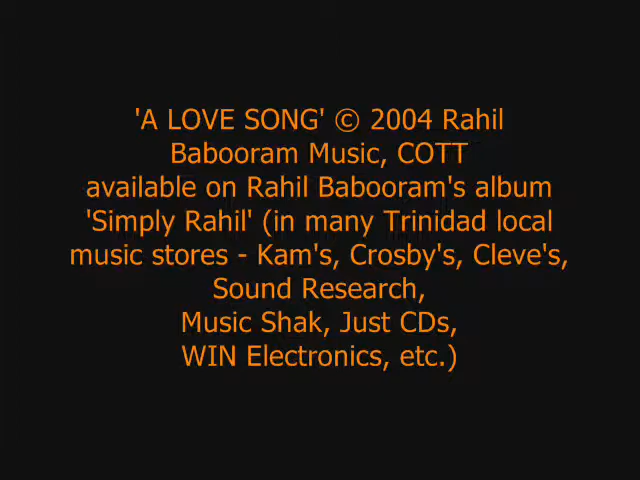 'A LOVE SONG' © 2004 Rahil
Babooram Music, COTT
available on Rahil Babooram's album
'Simply Rahil' (in many Trinidad local
music stores - Kam's, Crosby's, Cleve's,
Sound Research,
Music Shak, Just CDs,
WIN Electronics, etc.)